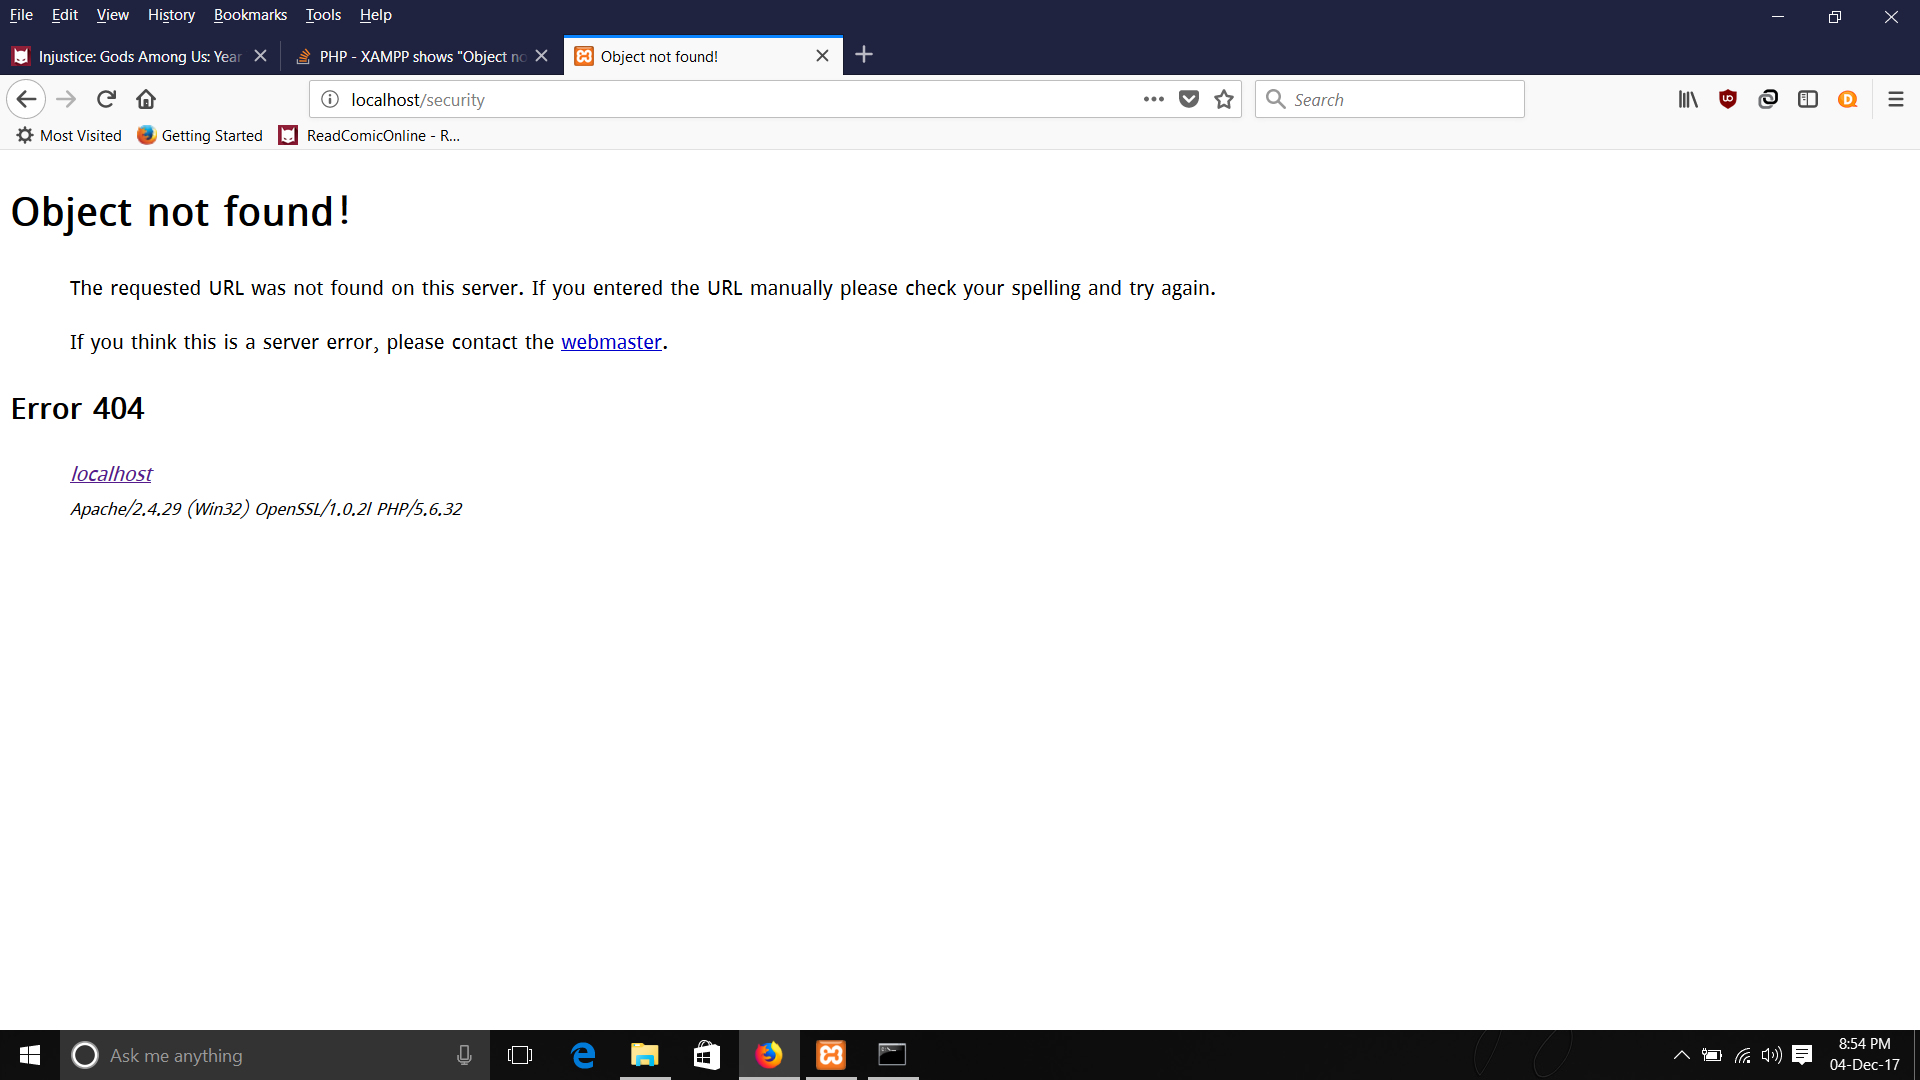 File Edit View History Bookmarks Tools Help
Injustice: Gods Among Us: Year
PHP - XAMPP shows "Object no
Object not found!
localhost/security
Search
Most Visited Getting Started ReadComicOnline - R...
Object not found!
The requested URL was not found on this server. If you entered the URL manually please check your spelling and try again.
If you think this is a server error, please contact the webmaster.
Error 404
localhost
Apache/2.4.29 (Win32) OpenSSL/1.0.2l PHP/5.6.32
Ask me anything
8:54 PM
04-Dec-17